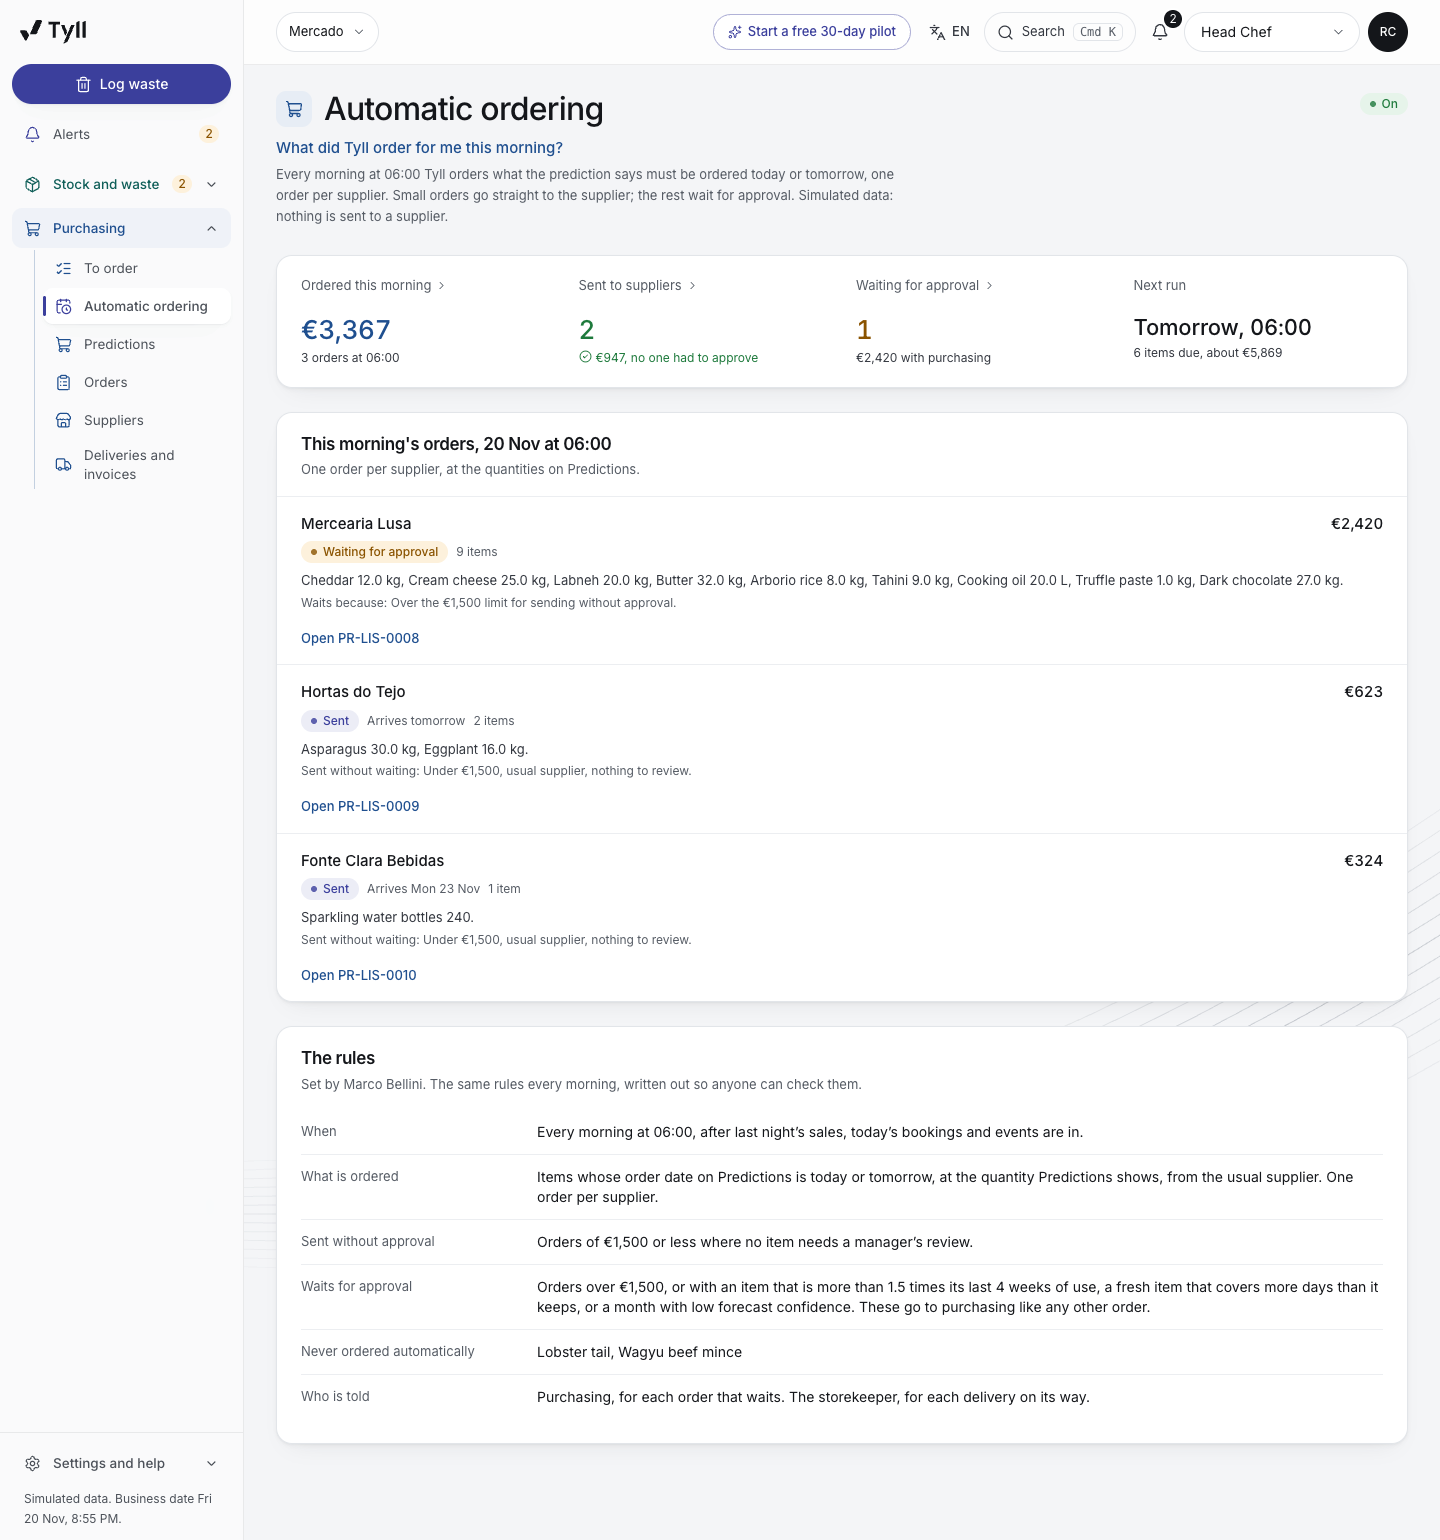 Tyll
Log waste
Alerts
2
Stock and waste
2
Purchasing
To order
Automatic ordering
Predictions
Orders
Suppliers
Deliveries and
invoices
Settings and help
Simulated data. Business date Fri
20 Nov, 8:55 PM.
Mercado
Start a free 30-day pilot
EN
Search
Cmd K
2
Head Chef
RC
Automatic ordering
On
What did Tyll order for me this morning?
Every morning at 06:00 Tyll orders what the prediction says must be ordered today or tomorrow, one
order per supplier. Small orders go straight to the supplier; the rest wait for approval. Simulated data:
nothing is sent to a supplier.
Ordered this morning
€3,367
3 orders at 06:00
Sent to suppliers
2
€947, no one had to approve
Waiting for approval
1
€2,420 with purchasing
Next run
Tomorrow, 06:00
6 items due, about €5,869
This morning's orders, 20 Nov at 06:00
One order per supplier, at the quantities on Predictions.
Mercearia Lusa
€2,420
Waiting for approval
9 items
Cheddar 12.0 kg, Cream cheese 25.0 kg, Labneh 20.0 kg, Butter 32.0 kg, Arborio rice 8.0 kg, Tahini 9.0 kg, Cooking oil 20.0 L, Truffle paste 1.0 kg, Dark chocolate 27.0 kg.
Waits because: Over the €1,500 limit for sending without approval.
Open PR-LIS-0008
Hortas do Tejo
€623
Sent
Arrives tomorrow
2 items
Asparagus 30.0 kg, Eggplant 16.0 kg.
Sent without waiting: Under €1,500, usual supplier, nothing to review.
Open PR-LIS-0009
Fonte Clara Bebidas
€324
Sent
Arrives Mon 23 Nov
1 item
Sparkling water bottles 240.
Sent without waiting: Under €1,500, usual supplier, nothing to review.
Open PR-LIS-0010
The rules
Set by Marco Bellini. The same rules every morning, written out so anyone can check them.
When
Every morning at 06:00, after last night’s sales, today’s bookings and events are in.
What is ordered
Items whose order date on Predictions is today or tomorrow, at the quantity Predictions shows, from the usual supplier. One
order per supplier.
Sent without approval
Orders of €1,500 or less where no item needs a manager’s review.
Waits for approval
Orders over €1,500, or with an item that is more than 1.5 times its last 4 weeks of use, a fresh item that covers more days than it
keeps, or a month with low forecast confidence. These go to purchasing like any other order.
Never ordered automatically
Lobster tail, Wagyu beef mince
Who is told
Purchasing, for each order that waits. The storekeeper, for each delivery on its way.